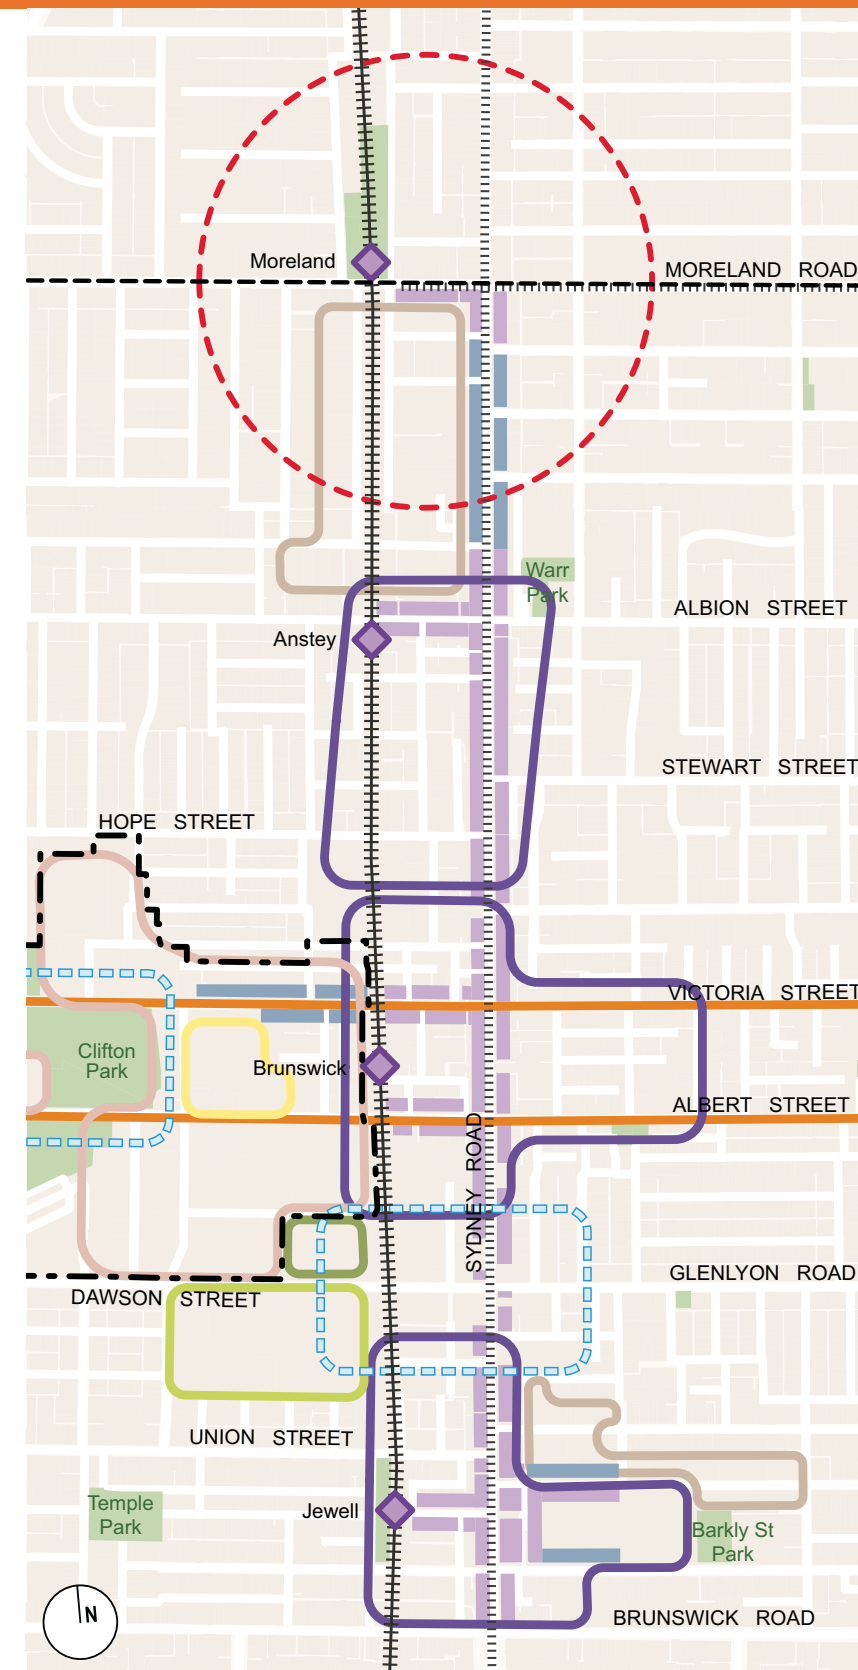 Moreland
MORELAND ROAD
Warr
Park
ALBION STREET
Anstey
STEWART STREET
HOPE STREET
VICTORIA STREET
Clifton
Park
Brunswick
ALBERT STREET
SYDNEY ROAD
GLENLYON ROAD
DAWSON STREET
UNION STREET
Temple
Park
Jewell
Barkly St
Park
N
BRUNSWICK ROAD